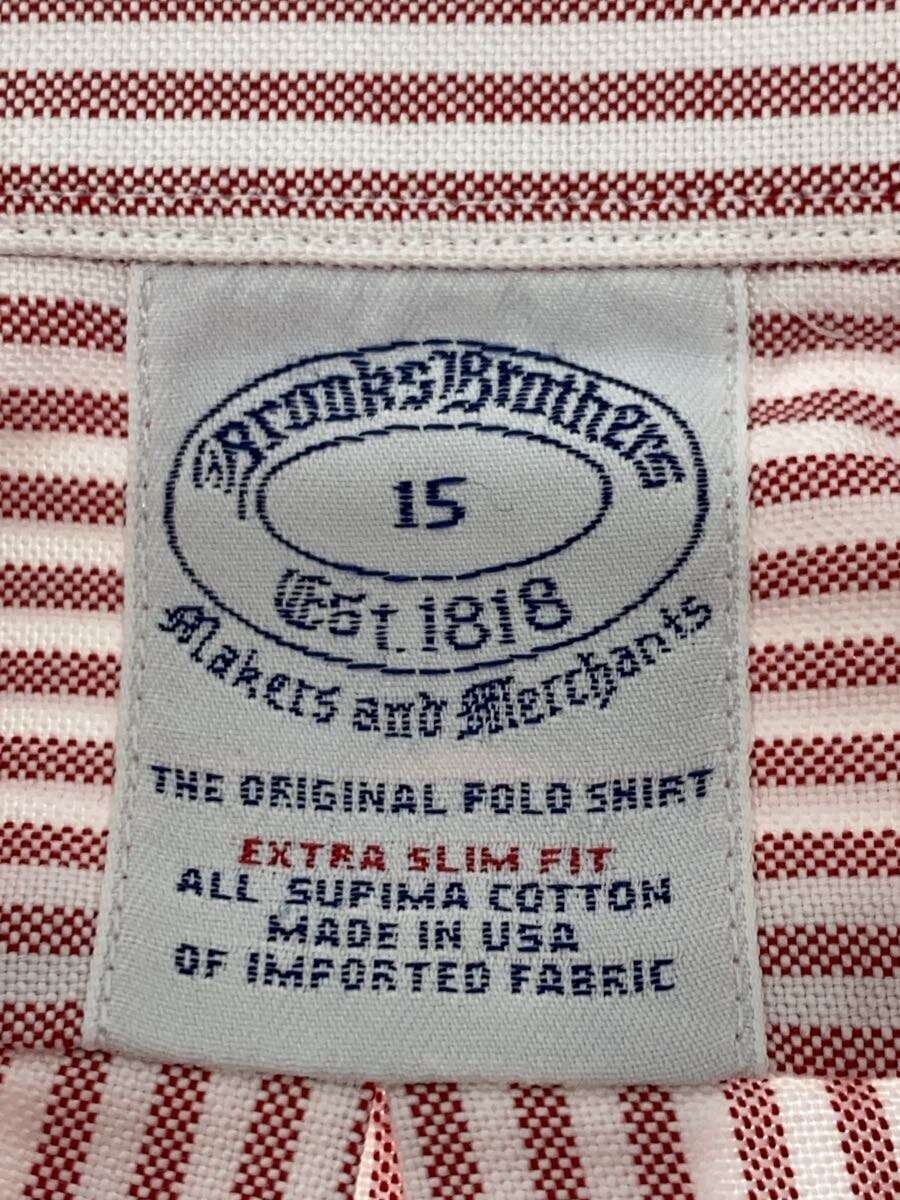 Brooks Brothers
15
Est. 1818
Makers and Merchants
THE ORIGINAL POLO SHIRT
EXTRA SLIM FIT
ALL SUPIMA COTTON
MADE IN USA
OF IMPORTED FABRIC